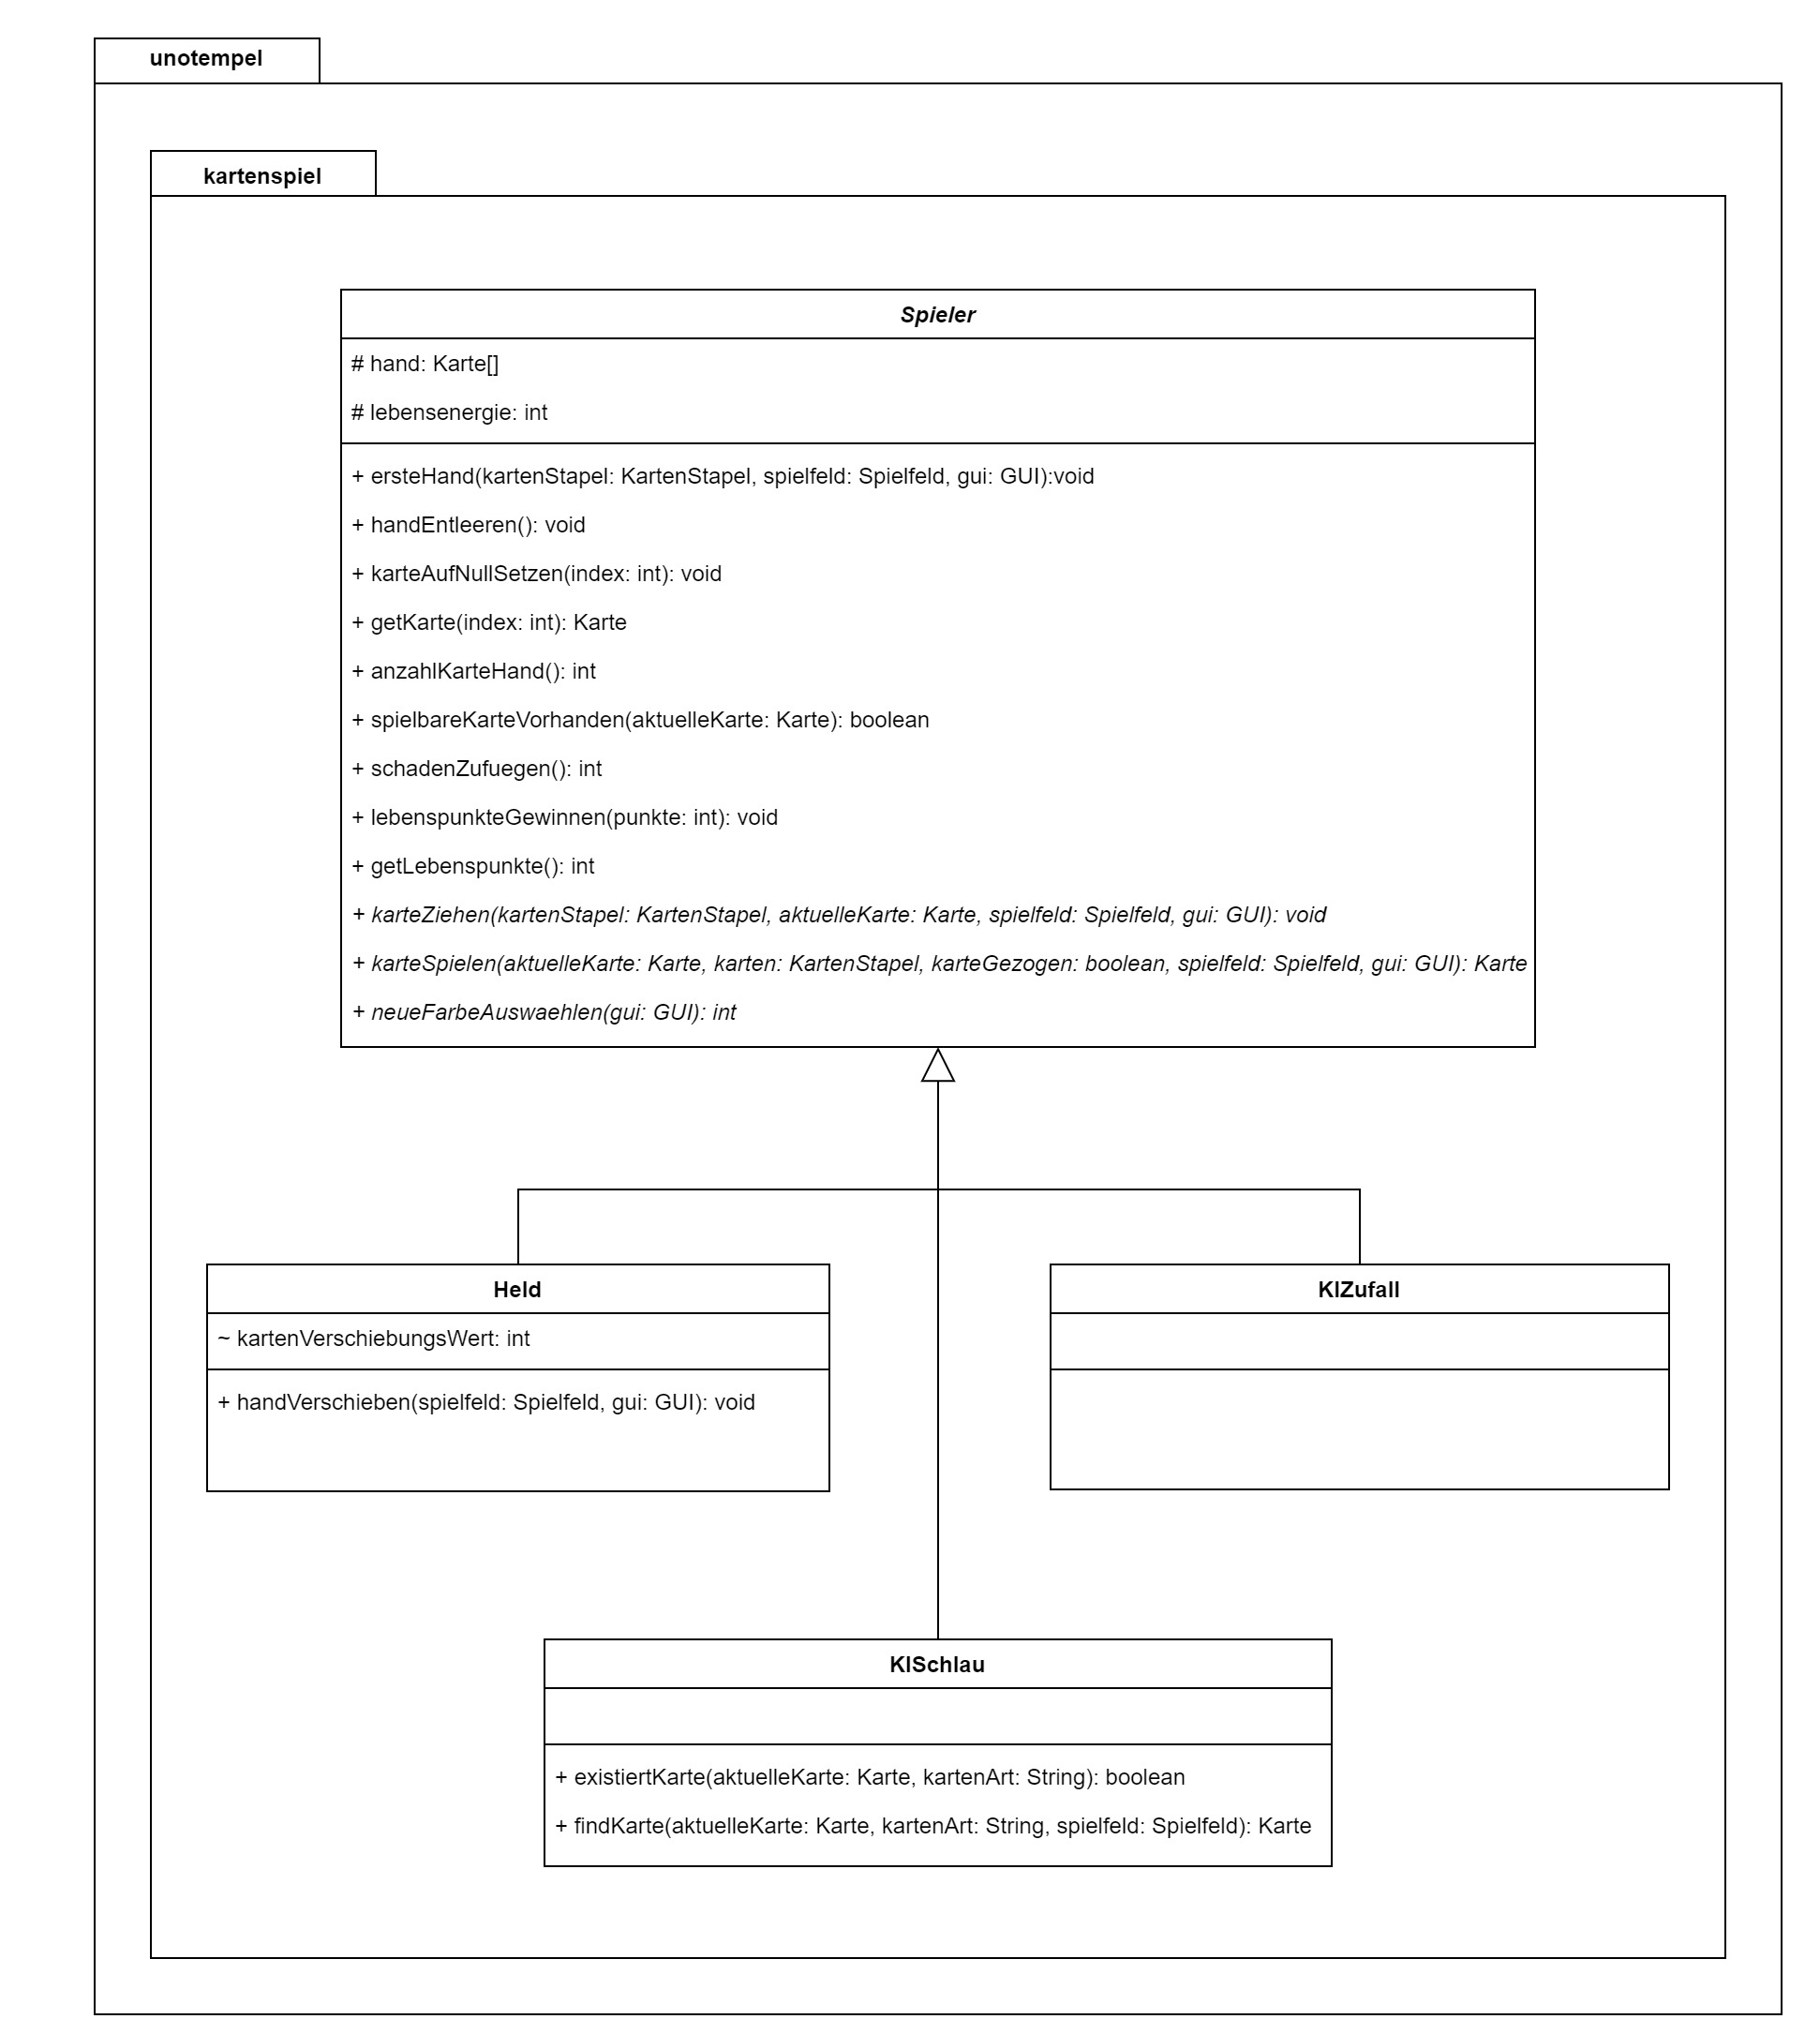 unotempel
kartenspiel
Spieler
# hand: Karte[]
# lebensenergie: int
+ ersteHand(kartenStapel: KartenStapel, spielfeld: Spielfeld, gui: GUI):void
+ handEntleeren(): void
+ karteAufNullSetzen(index: int): void
+ getKarte(index: int): Karte
+ anzahlKarteHand(): int
+ spielbareKarteVorhanden(aktuelleKarte: Karte): boolean
+ schadenZufuegen(): int
+ lebenspunkteGewinnen(punkte: int): void
+ getLebenspunkte(): int
+ karteZiehen(kartenStapel: KartenStapel, aktuelleKarte: Karte, spielfeld: Spielfeld, gui: GUI): void
+ karteSpielen(aktuelleKarte: Karte, karten: KartenStapel, karteGezogen: boolean, spielfeld: Spielfeld, gui: GUI): Karte
+ neueFarbeAuswaehlen(gui: GUI): int
Held
~ kartenVerschiebungsWert: int
+ handVerschieben(spielfeld: Spielfeld, gui: GUI): void
KIZufall
KISchlau
+ existiertKarte(aktuelleKarte: Karte, kartenArt: String): boolean
+ findKarte(aktuelleKarte: Karte, kartenArt: String, spielfeld: Spielfeld): Karte